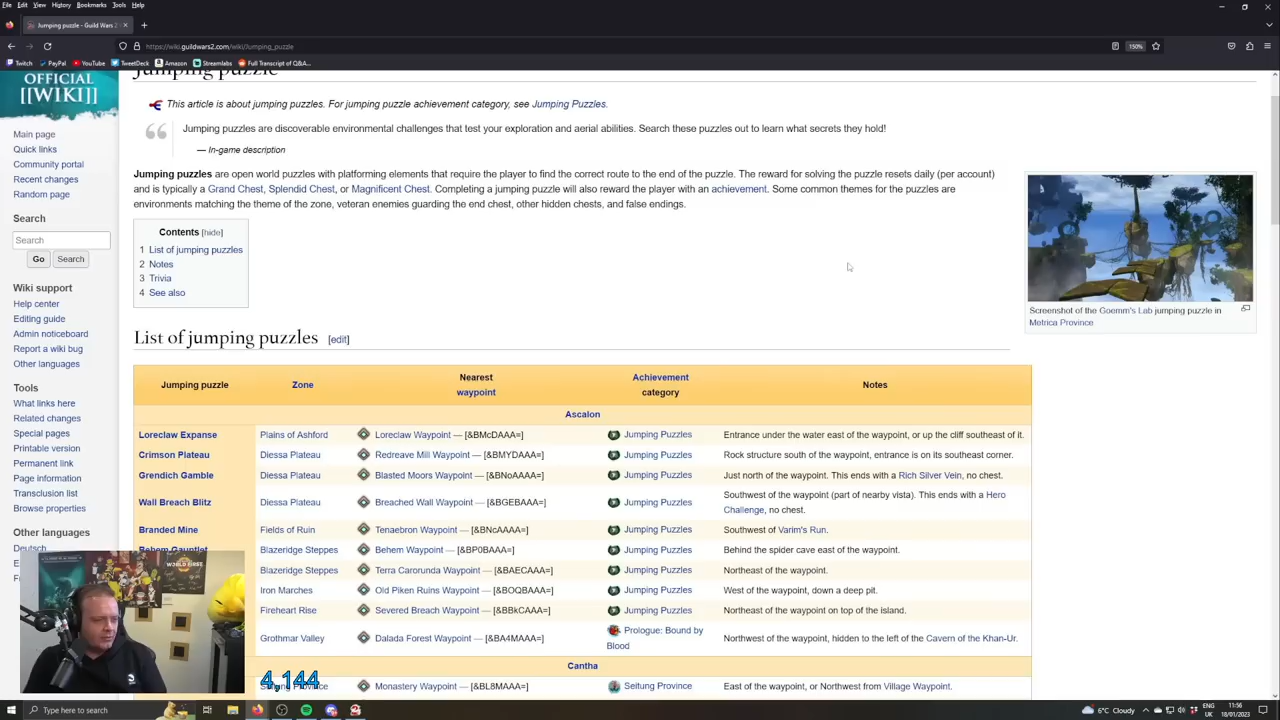 File Edit View History Bookmarks Tools Help
Jumping puzzle - Guild Wars 2
https://wiki.guildwars2.com/wiki/Jumping_puzzle
150%
Twitch PayPal YouTube TweetDeck Amazon Streamlabs Full Transcript of Q&A...
OFFICIAL
[[WIKI]]
Jumping puzzle
Main page
Quick links
Community portal
Recent changes
Random page
Search
Search
Go Search
Wiki support
Help center
Editing guide
Admin noticeboard
Report a wiki bug
Other languages
Tools
What links here
Related changes
Special pages
Printable version
Permanent link
Page information
Transclusion list
Browse properties
Other languages
Deutsch
This article is about jumping puzzles. For jumping puzzle achievement category, see Jumping Puzzles.
Jumping puzzles are discoverable environmental challenges that test your exploration and aerial abilities. Search these puzzles out to learn what secrets they hold!
— In-game description
Jumping puzzles are open world puzzles with platforming elements that require the player to find the correct route to the end of the puzzle. The reward for solving the puzzle resets daily (per account)
and is typically a Grand Chest, Splendid Chest, or Magnificent Chest. Completing a jumping puzzle will also reward the player with an achievement. Some common themes for the puzzles are
environments matching the theme of the zone, veteran enemies guarding the end chest, other hidden chests, and false endings.
Contents [hide]
1 List of jumping puzzles
2 Notes
3 Trivia
4 See also
Screenshot of the Goemm's Lab jumping puzzle in
Metrica Province
List of jumping puzzles [edit]
Jumping puzzle Zone Nearest waypoint Achievement category Notes
Ascalon
Loreclaw Expanse Plains of Ashford Loreclaw Waypoint — [&BMcDAAA=] Jumping Puzzles Entrance under the water east of the waypoint, or up the cliff southeast of it.
Crimson Plateau Diessa Plateau Redreave Mill Waypoint — [&BMYDAAA=] Jumping Puzzles Rock structure south of the waypoint, entrance is on its southeast corner.
Grendich Gamble Diessa Plateau Blasted Moors Waypoint — [&BNoAAAA=] Jumping Puzzles Just north of the waypoint. This ends with a Rich Silver Vein, no chest.
Wall Breach Blitz Diessa Plateau Breached Wall Waypoint — [&BGEBAAA=] Jumping Puzzles Southwest of the waypoint (part of nearby vista). This ends with a Hero
Challenge, no chest.
Branded Mine Fields of Ruin Tenaebron Waypoint — [&BNcAAAA=] Jumping Puzzles Southwest of Varim's Run.
Behem Gauntlet Blazeridge Steppes Behem Waypoint — [&BP0BAAA=] Jumping Puzzles Behind the spider cave east of the waypoint.
Blazeridge Steppes Terra Carorunda Waypoint — [&BAECAAA=] Jumping Puzzles Northeast of the waypoint.
Iron Marches Old Piken Ruins Waypoint — [&BOQBAAA=] Jumping Puzzles West of the waypoint, down a deep pit.
Fireheart Rise Severed Breach Waypoint — [&BBkCAAA=] Jumping Puzzles Northeast of the waypoint on top of the island.
Grothmar Valley Dalada Forest Waypoint — [&BA4MAAA=] Prologue: Bound by Blood Northwest of the waypoint, hidden to the left of the Cavern of the Khan-Ur.
Cantha
Seitung Province Monastery Waypoint — [&BL8MAAA=] Seitung Province East of the waypoint, or Northwest from Village Waypoint.
WORLD FIRST
4,144
Type here to search
6°C Cloudy
ENG
UK
11:56
18/01/2023